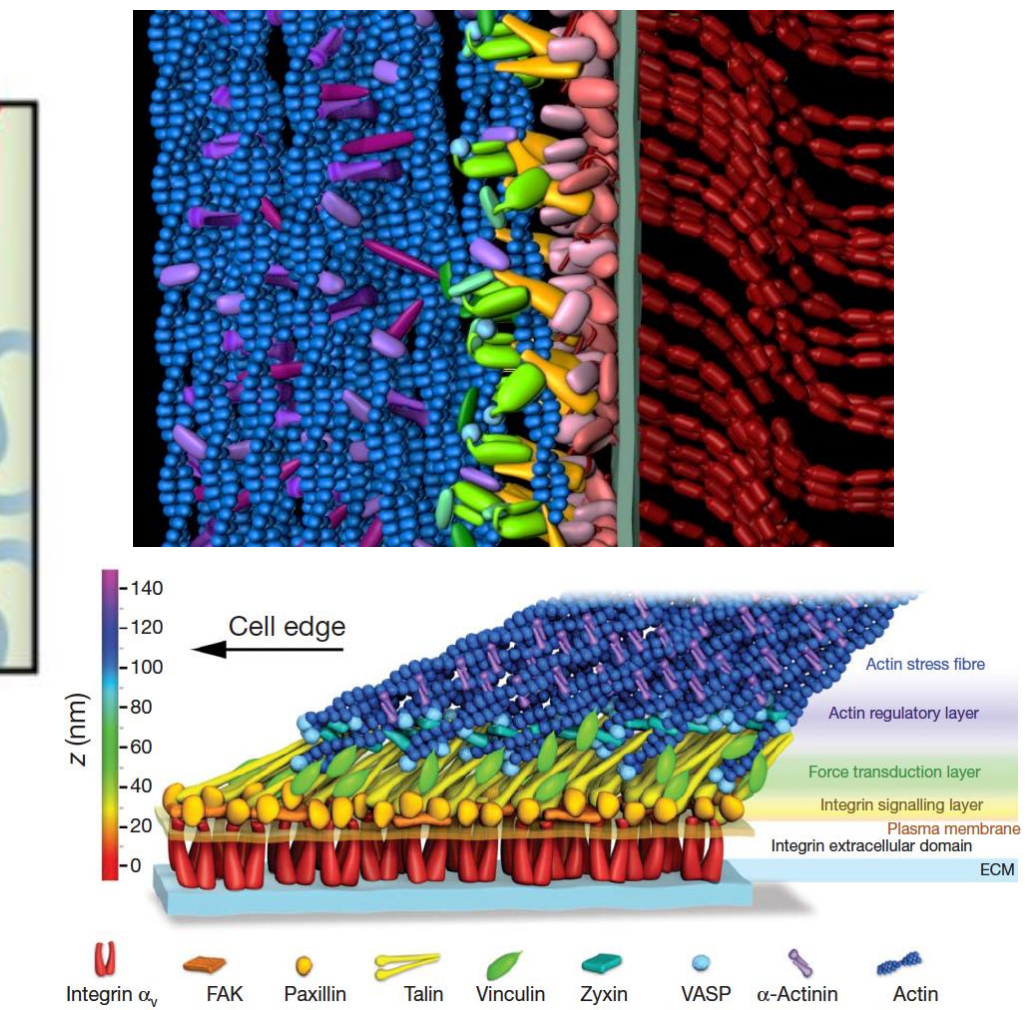 140
120
100
80
60
40
20
0
z (nm)
Cell edge
Actin stress fibre
Actin regulatory layer
Force transduction layer
Integrin signalling layer
Plasma membrane
Integrin extracellular domain
ECM
Integrin αv FAK Paxillin Talin Vinculin Zyxin VASP α-Actinin Actin